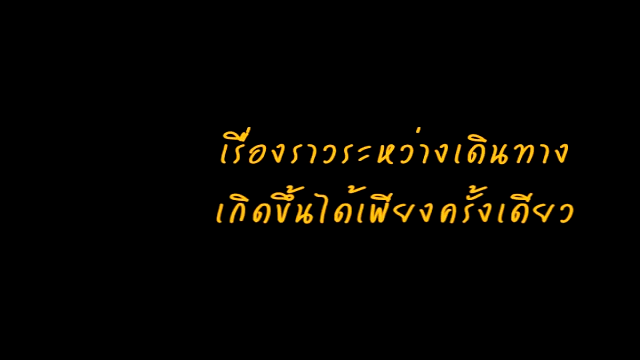 เรื่องราวระหว่างเดินทาง
เกิดขึ้นได้เพียงครั้งเดียว